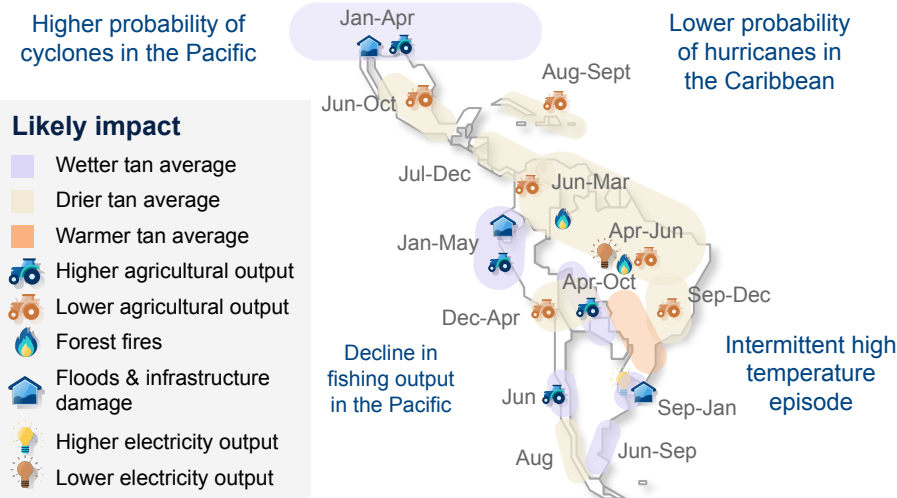 Higher probability of
cyclones in the Pacific
Jan-Apr
Lower probability
of hurricanes in
the Caribbean
Aug-Sept
Jun-Oct
Likely impact
Wetter tan average
Drier tan average
Warmer tan average
Higher agricultural output
Lower agricultural output
Forest fires
Floods & infrastructure
damage
Higher electricity output
Lower electricity output
Jul-Dec
Jun-Mar
Jan-May
Apr-Jun
Apr-Oct
Sep-Dec
Dec-Apr
Decline in
fishing output
in the Pacific
Intermittent high
temperature
episode
Jun
Sep-Jan
Aug
Jun-Sep